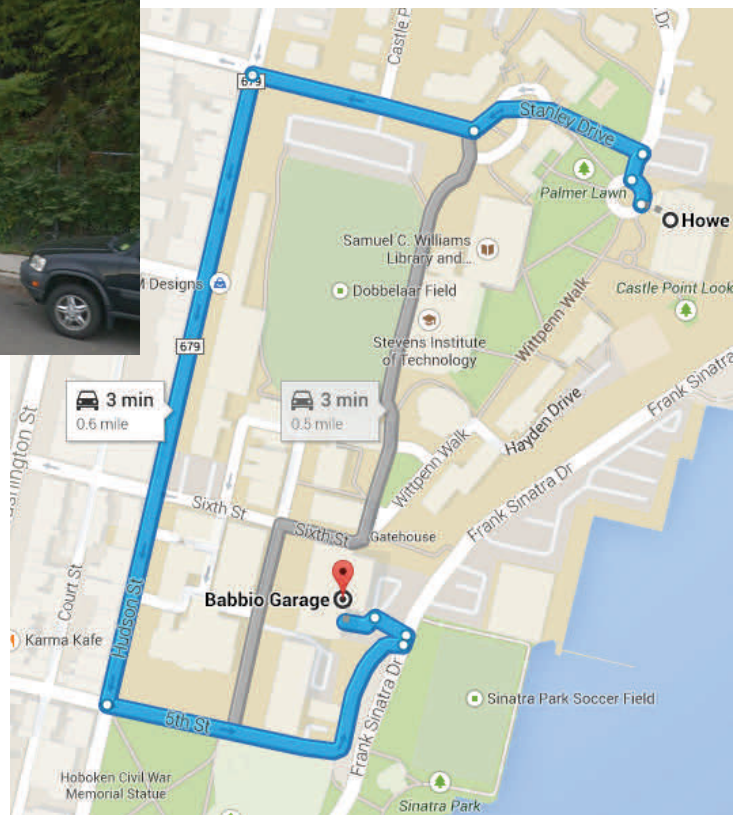 Castle P
Dr
679
Stanley Drive
Palmer Lawn
Howe
Samuel C. Williams
Library and...
M Designs
Dobbelaar Field
Castle Point Look
Stevens Institute
of Technology
Wittpenn Walk
679
3 min
0.6 mile
3 min
0.5 mile
Hayden Drive
Frank Sinatra
Wittpenn Walk
Frank Sinatra Dr
ashington St
Sixth St
Sixth St
Gatehouse
Court St
Hudson St
Babbio Garage
Karma Kafe
5th St
Frank Sinatra Dr
Sinatra Park Soccer Field
Hoboken Civil War
Memorial Statue
Sinatra Park